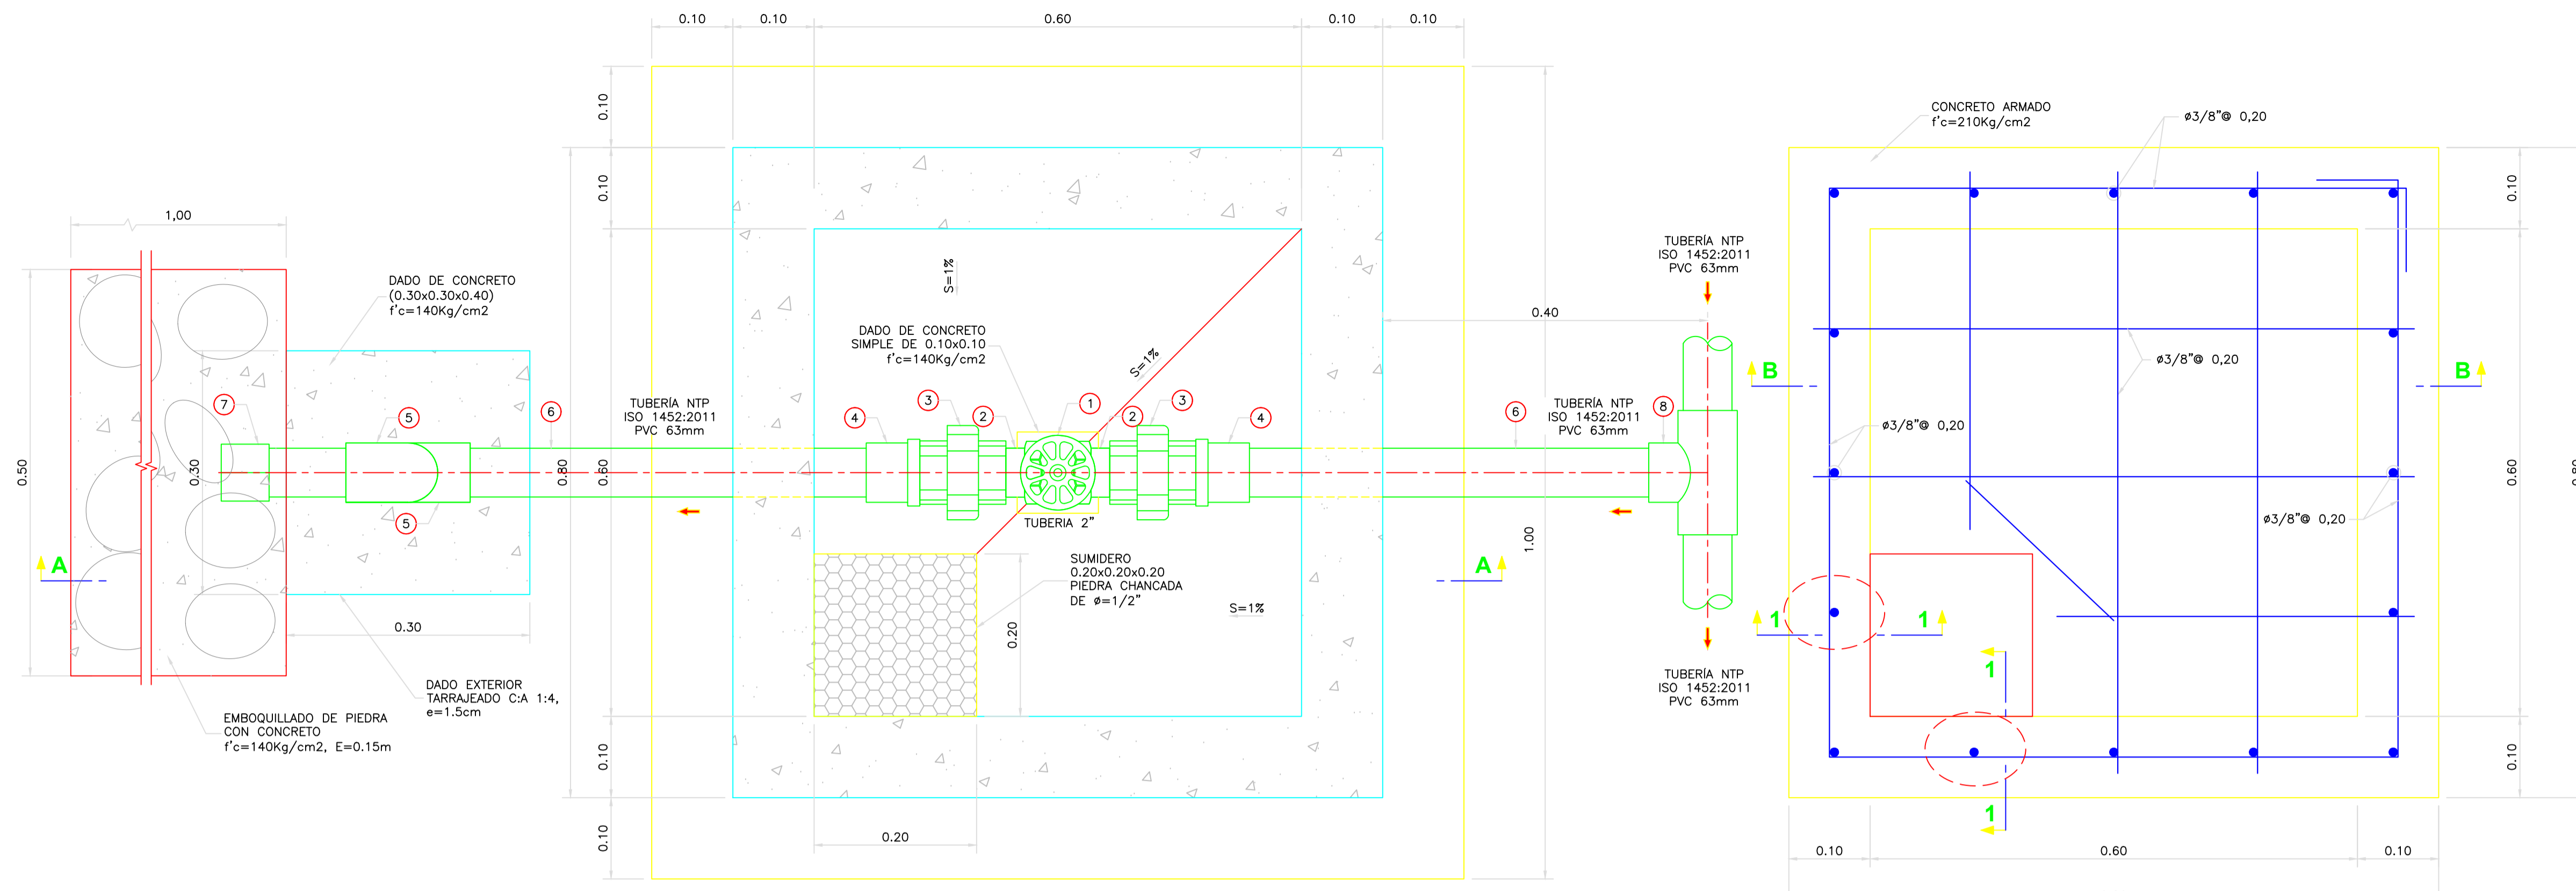 0.10
0.10
0.60
0.10
0.10
0.10
0.10
0.80
0.60
0.10
0.10
1,00
0.50
0.30
DADO DE CONCRETO
(0.30x0.30x0.40)
f'c=140Kg/cm2
7
5
5
6
TUBERÍA NTP
ISO 1452:2011
PVC 63mm
0.30
A
EMBOQUILLADO DE PIEDRA
CON CONCRETO
f'c=140Kg/cm2, E=0.15m
DADO EXTERIOR
TARRAJEADO C:A 1:4,
e=1.5cm
S=1%
DADO DE CONCRETO
SIMPLE DE 0.10x0.10
f'c=140Kg/cm2
S=1%
4
3
2
1
2
3
4
TUBERIA 2"
SUMIDERO
0.20x0.20x0.20
PIEDRA CHANCADA
DE ø=1/2"
0.20
S=1%
0.20
A
0.40
1.00
6
TUBERÍA NTP
ISO 1452:2011
PVC 63mm
8
TUBERÍA NTP
ISO 1452:2011
PVC 63mm
TUBERÍA NTP
ISO 1452:2011
PVC 63mm
CONCRETO ARMADO
f'c=210Kg/cm2
ø3/8"@ 0,20
B
B
ø3/8"@ 0,20
ø3/8"@ 0,20
ø3/8"@ 0,20
1
1
1
1
0.10
0.60
0.10
0.80
0.10
0.60
0.10